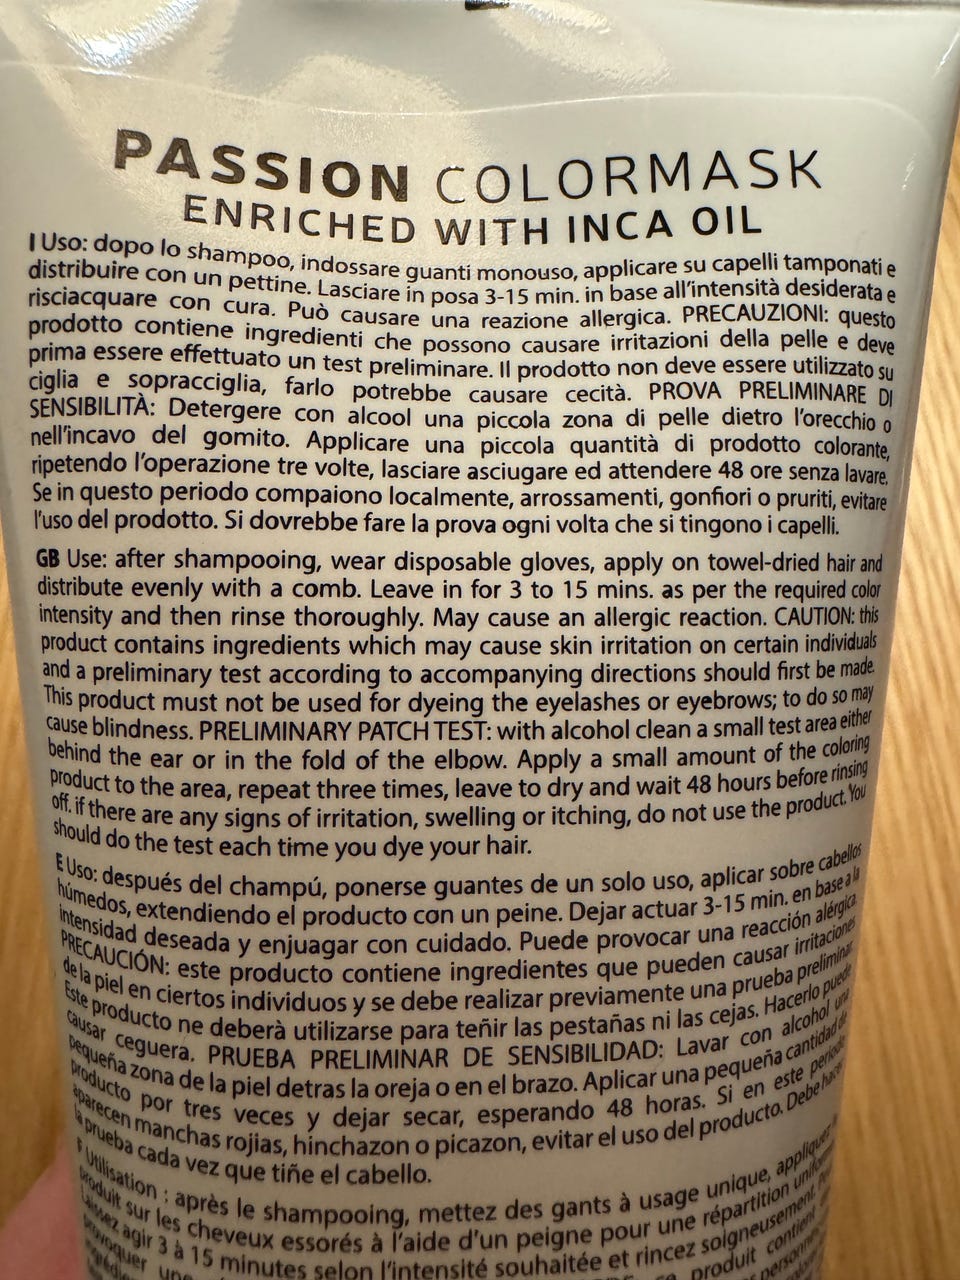 PASSION COLORMASK
ENRICHED WITH INCA OIL
I Uso: dopo lo shampoo, indossare guanti monouso, applicare su capelli tamponati e
distribuire con un pettine. Lasciare in posa 3-15 min. in base all'intensità desiderata e
risciacquare con cura. Può causare una reazione allergica. PRECAUZIONI: questo
prodotto contiene ingredienti che possono causare irritazioni della pelle e deve
prima essere effettuato un test preliminare. Il prodotto non deve essere utilizzato su
ciglia e sopracciglia, farlo potrebbe causare cecità. PROVA PRELIMINARE DI
SENSIBILITÀ: Detergere con alcool una piccola zona di pelle dietro l'orecchio o
nell'incavo del gomito. Applicare una piccola quantità di prodotto colorante,
ripetendo l'operazione tre volte, lasciare asciugare ed attendere 48 ore senza lavare.
Se in questo periodo compaiono localmente, arrossamenti, gonfiori o pruriti, evitare
l'uso del prodotto. Si dovrebbe fare la prova ogni volta che si tingono i capelli.
GB Use: after shampooing, wear disposable gloves, apply on towel-dried hair and
distribute evenly with a comb. Leave in for 3 to 15 mins. as per the required color
intensity and then rinse thoroughly. May cause an allergic reaction. CAUTION: this
product contains ingredients which may cause skin irritation on certain individuals
and a preliminary test according to accompanying directions should first be made.
This product must not be used for dyeing the eyelashes or eyebrows; to do so may
cause blindness. PRELIMINARY PATCH TEST: with alcohol clean a small test area either
behind the ear or in the fold of the elbow. Apply a small amount of the coloring
product to the area, repeat three times, leave to dry and wait 48 hours before rinsing
off. if there are any signs of irritation, swelling or itching, do not use the product. You
should do the test each time you dye your hair.
E Uso: después del champú, ponerse guantes de un solo uso, aplicar sobre cabellos
húmedos, extendiendo el producto con un peine. Dejar actuar 3-15 min. en base a la
intensidad deseada y enjuagar con cuidado. Puede provocar una reacción alérgica.
PRECAUCIÓN: este producto contiene ingredientes que pueden causar irritaciones
de la piel en ciertos individuos y se debe realizar previamente una prueba preliminar.
Este producto ne deberà utilizarse para teñir las pestañas ni las cejas. Hacerlo puede
causar ceguera. PRUEBA PRELIMINAR DE SENSIBILIDAD: Lavar con alcohol una
pequeña zona de la piel detras la oreja o en el brazo. Aplicar una pequeña cantidad de
producto por tres veces y dejar secar, esperando 48 horas. Si en este periodo
aparecen manchas rojias, hinchazon o picazon, evitar el uso del producto. Debe hacer
la prueba cada vez que tiñe el cabello.
F Utilisation : après le shampooing, mettez des gants à usage unique, appliquez
produit sur les cheveux essorés à l'aide d'un peigne pour une répartition uniforme
Laissez agir 3 à 15 minutes selon l'intensité souhaitée et rincez soigneusement.
provoquer une produit contient